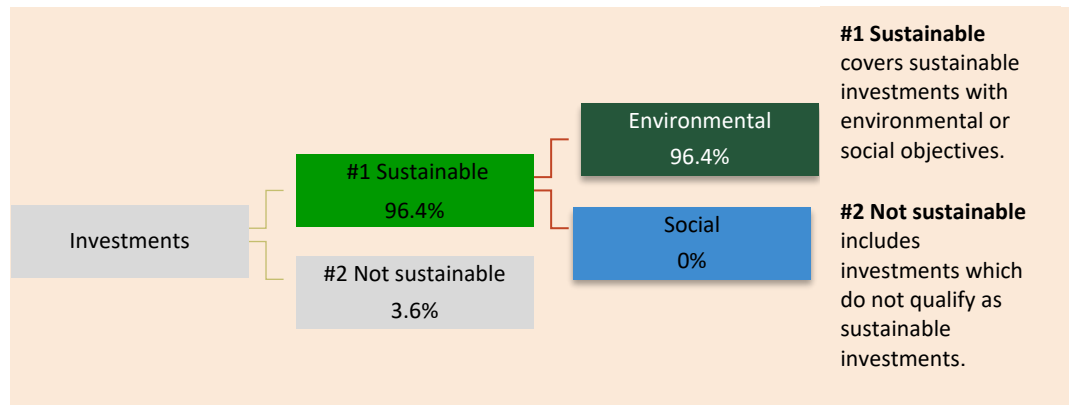 Investments
#1 Sustainable
96.4%
#2 Not sustainable
3.6%
Environmental
96.4%
Social
0%
#1 Sustainable
covers sustainable
investments with
environmental or
social objectives.
#2 Not sustainable
includes
investments which
do not qualify as
sustainable
investments.